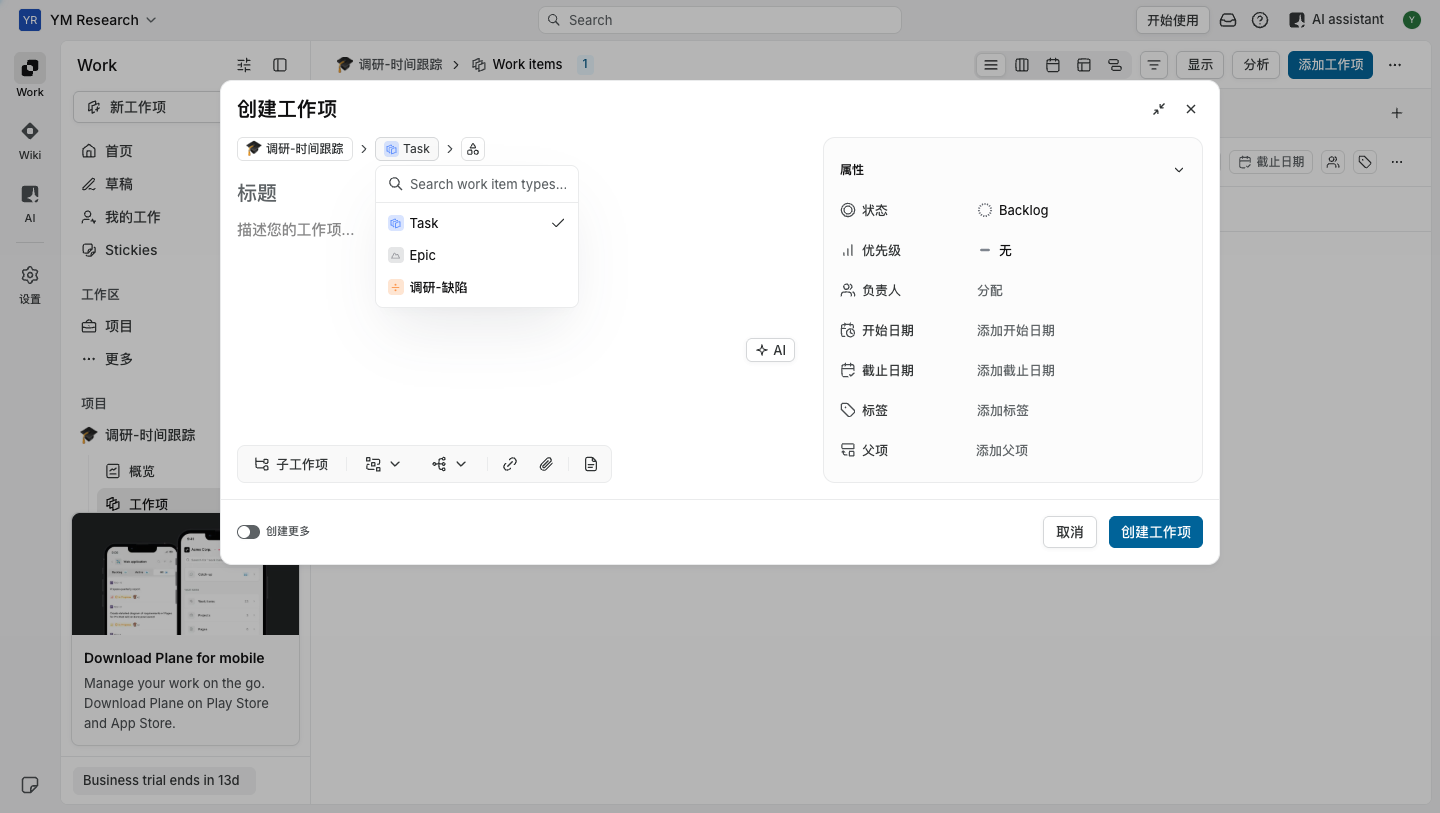 YR YM Research
Search
开始使用
AI assistant
Y
Work
Wiki
AI
设置
Work
新工作项
首页
草稿
我的工作
Stickies
工作区
项目
更多
项目
🎓 调研-时间跟踪
概览
工作项
Download Plane for mobile
Manage your work on the go.
Download Plane on Play Store
and App Store.
Business trial ends in 13d
🎓 调研-时间跟踪 > Work items 1
显示
分析
添加工作项
截止日期
创建工作项
🎓 调研-时间跟踪 > Task >
标题
描述您的工作项...
Search work item types...
Task
Epic
调研-缺陷
AI
子工作项
属性
状态 Backlog
优先级 无
负责人 分配
开始日期 添加开始日期
截止日期 添加截止日期
标签 添加标签
父项 添加父项
创建更多
取消
创建工作项